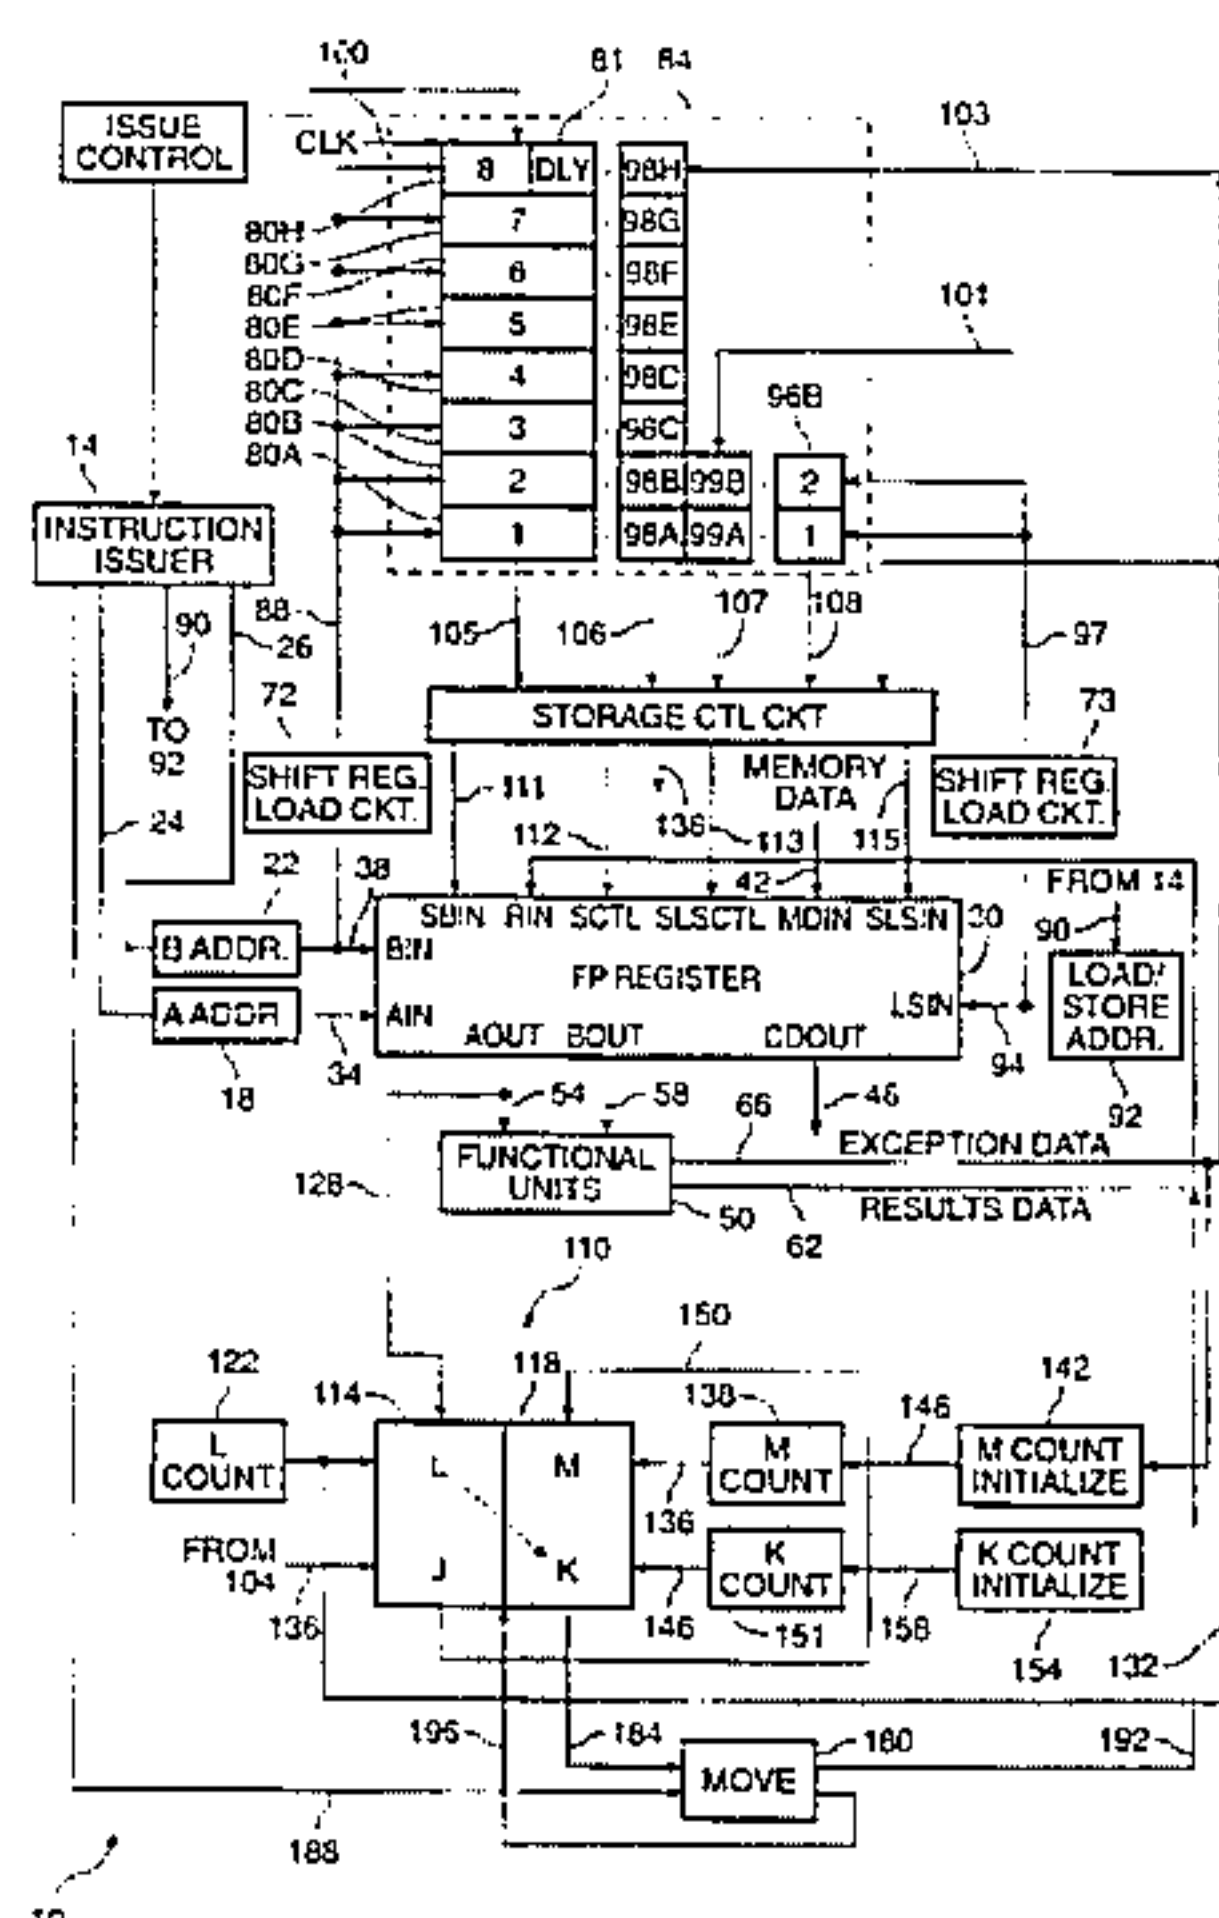 100
81
84
ISSUE
CONTROL
CLK
103
8
DLY
98H
7
98G
80H
80G
6
98F
80F
80E
5
98E
101
80D
4
80C
96B
80B
3
98C
80A
14
2
98B
99B
2
INSTRUCTION
ISSUER
1
98A
99A
1
88
90
26
105
106
107
108
97
72
73
TO
92
STORAGE CTL CKT
SHIFT REG.
LOAD CKT.
MEMORY
DATA
SHIFT REG.
LOAD CKT.
111
24
112
136
113
115
22
38
42
FROM 14
SBIN RIN SCTL SLSCTL MDIN SLSIN
90
B ADDR.
BIN
FP REGISTER
LOAD/
STORE
ADDR.
A ADDR
AIN
LSIN
AOUT BOUT CDOUT
18
34
94
92
54
58
46
66
EXCEPTION DATA
FUNCTIONAL
UNITS
128
50
62
RESULTS DATA
110
150
122
118
142
114
138
146
L
COUNT
L
M
M
COUNT
M COUNT
INITIALIZE
136
FROM
104
J
K
K
COUNT
K COUNT
INITIALIZE
136
146
151
158
154
132
196
184
180
192
MOVE
188